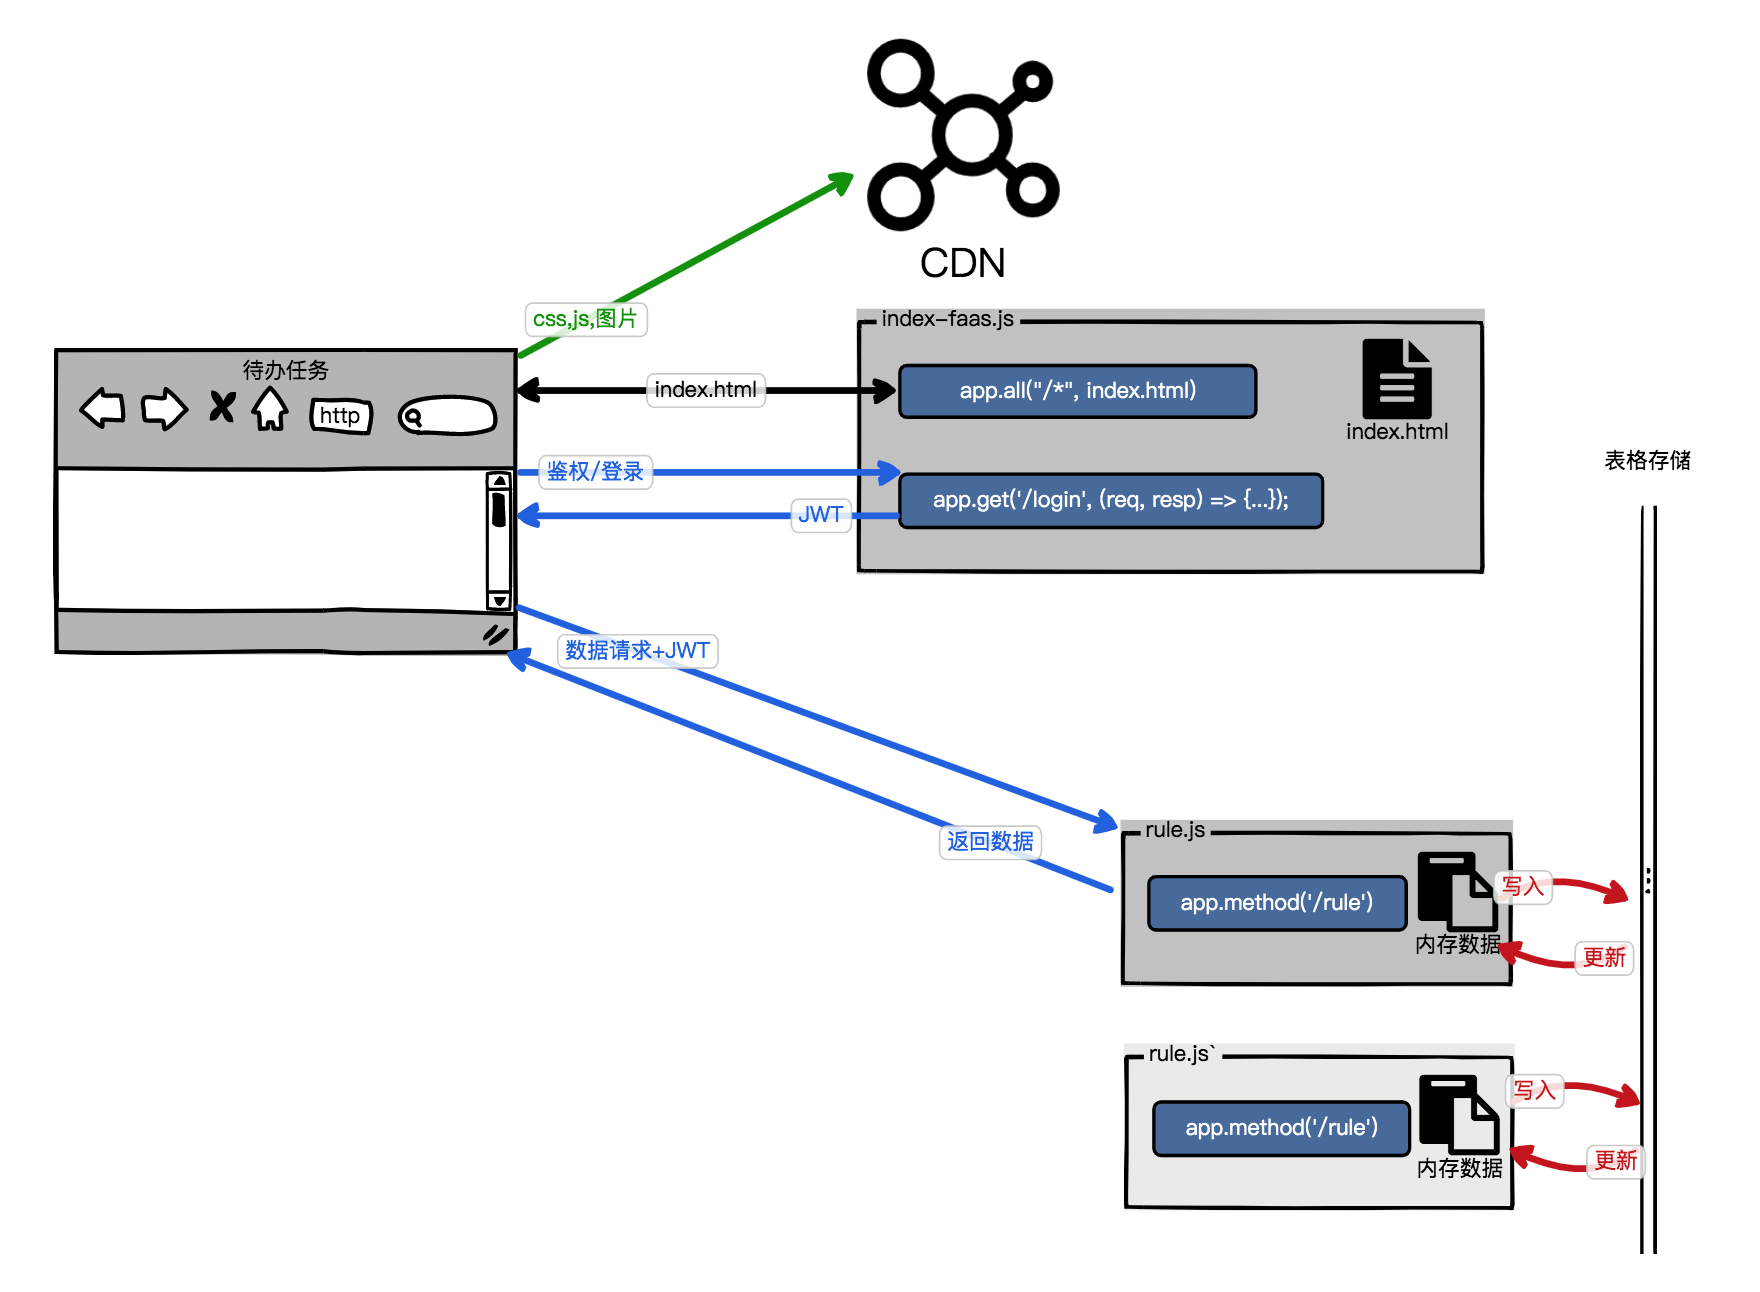 CDN
css,js,图片
index-faas.js
待办任务
http
index.html
app.all("/*", index.html)
index.html
鉴权/登录
app.get('/login', (req, resp) => {...});
JWT
表格存储
数据请求+JWT
返回数据
rule.js
app.method('/rule')
内存数据
写入
更新
rule.js`
app.method('/rule')
内存数据
写入
更新